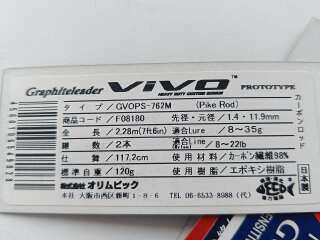 Graphiteleader VIVO™ PROTOTYPE
HEAVY DUTY CUSTOM SERIES
タイプ/GVOPS-762M (Pike Rod)
商品コード/F08180 先径・元径/1.4・11.9mm
全長/2.28m(7ft6in) 適合Lure/8〜35g
継数/2本 適合Line/8〜22lb
仕舞/117.2cm 使用材料/カーボン繊維98%
標準自重/120g 使用樹脂/エポキシ樹脂
株式会社オリムピック
本社 大阪市西区新町1-8-6 TEL 06-6533-8988 (代)
カーボンロッド
日本製